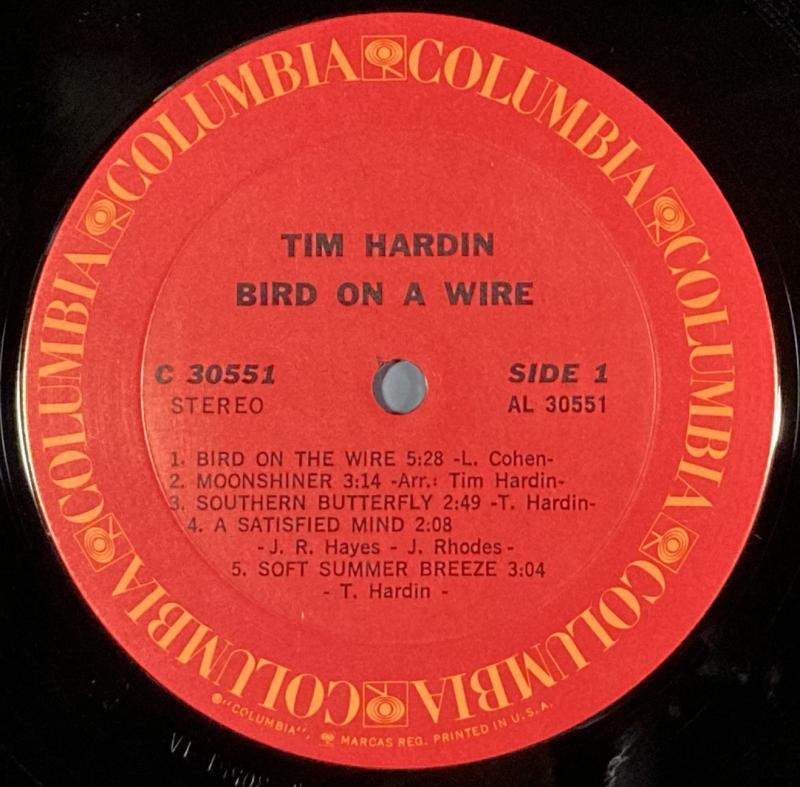 COLUMBIA COLUMBIA COLUMBIA COLUMBIA COLUMBIA COLUMBIA COLUMBIA COLUMBIA
TIM HARDIN
BIRD ON A WIRE
C 30551 SIDE 1
STEREO AL 30551
1. BIRD ON THE WIRE 5:28 -L. Cohen-
2. MOONSHINER 3:14 -Arr.: Tim Hardin-
3. SOUTHERN BUTTERFLY 2:49 -T. Hardin-
4. A SATISFIED MIND 2:08
-J. R. Hayes - J. Rhodes-
5. SOFT SUMMER BREEZE 3:04
- T. Hardin -
"COLUMBIA", MARCAS REG. PRINTED IN U.S.A.